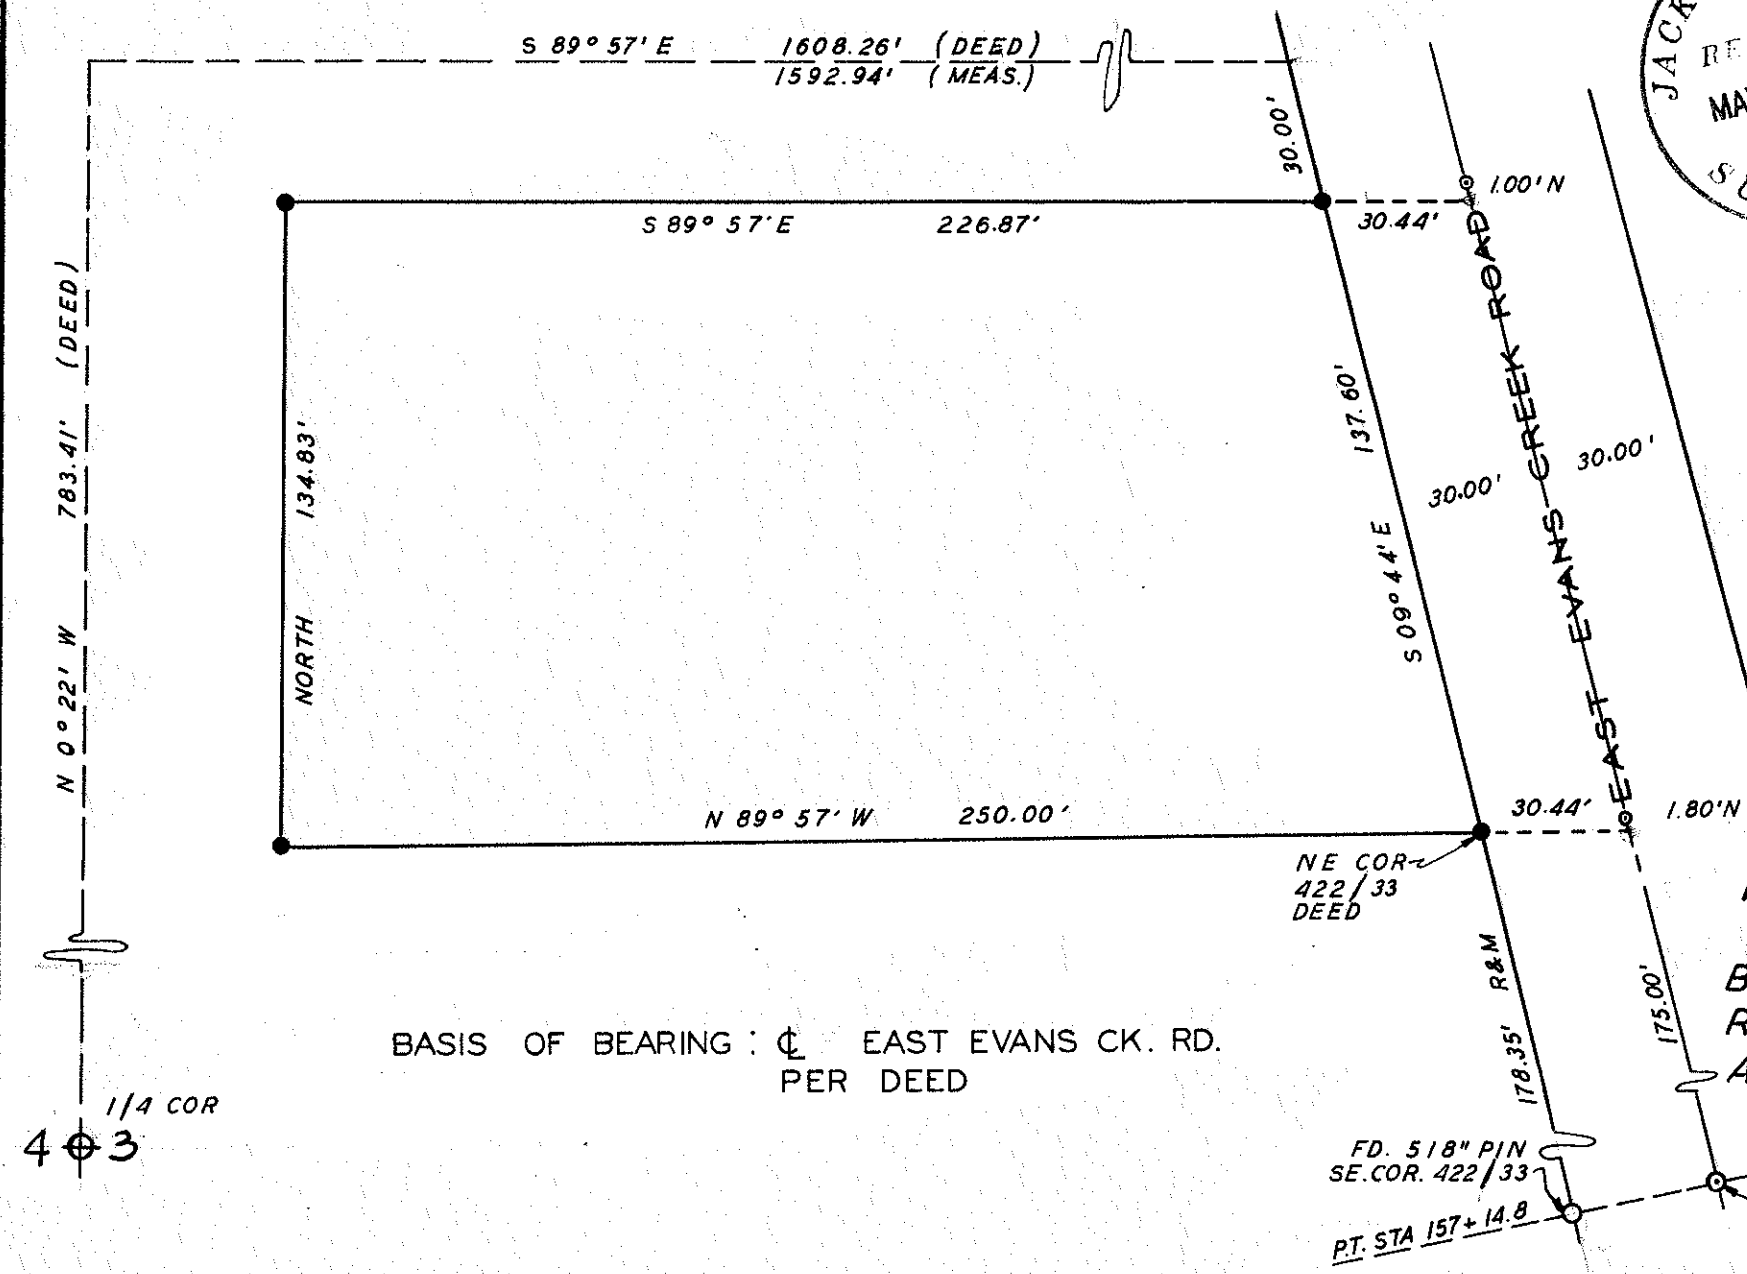 S 89° 57' E 1608.26' (DEED)
1592.94' (MEAS.)
JACK
RE
MA
SU
30.00'
1.00' N
S 89° 57' E 226.87'
30.44'
N 0° 22' W 783.41' (DEED)
NORTH 134.83'
137.60'
S 09° 44' E
30.00'
30.00'
EAST EVANS CREEK ROAD
N 89° 57' W 250.00'
30.44'
1.80' N
NE COR
422/33
DEED
178.35' R&M
175.00'
B
R
A
BASIS OF BEARING : ℄ EAST EVANS CK. RD.
PER DEED
1/4 COR
4 3
FD. 5/8" PIN
SE. COR. 422/33
P.T. STA 157+14.8